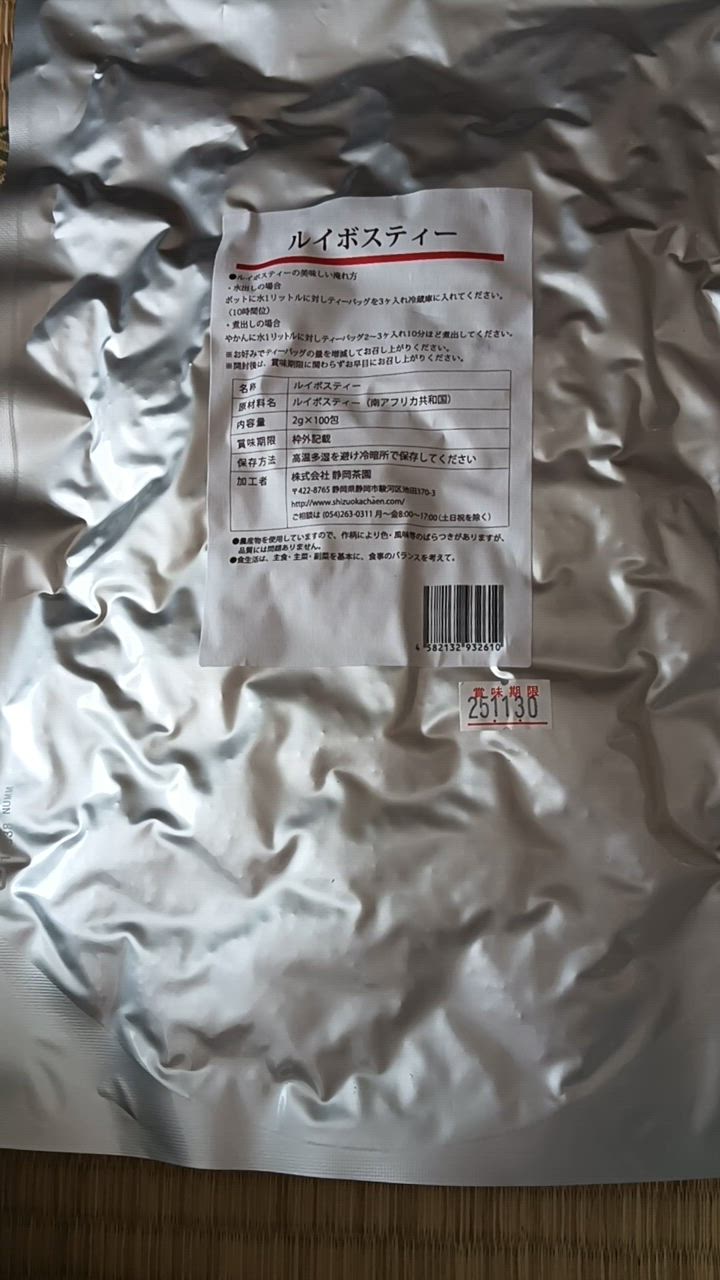 ルイボスティー
●ルイボスティーの美味しい淹れ方
・水出しの場合
ポットに水1リットルに対しティーバッグを3ヶ入れ冷蔵庫に入れてください。
(10時間位)
・煮出しの場合
やかんに水1リットルに対しティーバッグ2〜3ヶ入れ10分ほど煮出してください。
※お好みでティーバッグの量を増減してお召し上がりください。
※開封後は、賞味期限に関わらずお早目にお召し上がりください。
名称 ルイボスティー
原材料名 ルイボスティー(南アフリカ共和国)
内容量 2g×100包
賞味期限 枠外記載
保存方法 高温多湿を避け冷暗所で保存してください
加工者 株式会社 静岡茶園
〒422-8765 静岡県静岡市駿河区池田170-3
http://www.shizuokachaen.com/
ご相談は(054)263-0311 月〜金8:00〜17:00(土日祝を除く)
●農産物を使用していますので、作柄により色・風味等のばらつきがありますが、
品質には問題ありません。
●食生活は、主食・主菜・副菜を基本に、食事のバランスを考えて。
4 582132 932610
賞味期限
25.11.30